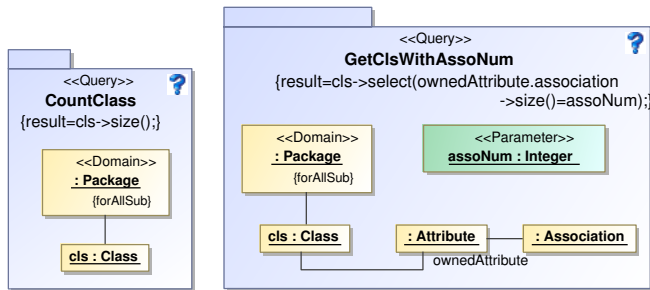 <<Query>>
CountClass
{result=cls->size();}
<<Domain>>
: Package
{forAllSub}
cls : Class
<<Query>>
GetClsWithAssoNum
{result=cls->select(ownedAttribute.association
->size()=assoNum);}
<<Domain>>
: Package
{forAllSub}
<<Parameter>>
assoNum : Integer
cls : Class
: Attribute
: Association
ownedAttribute